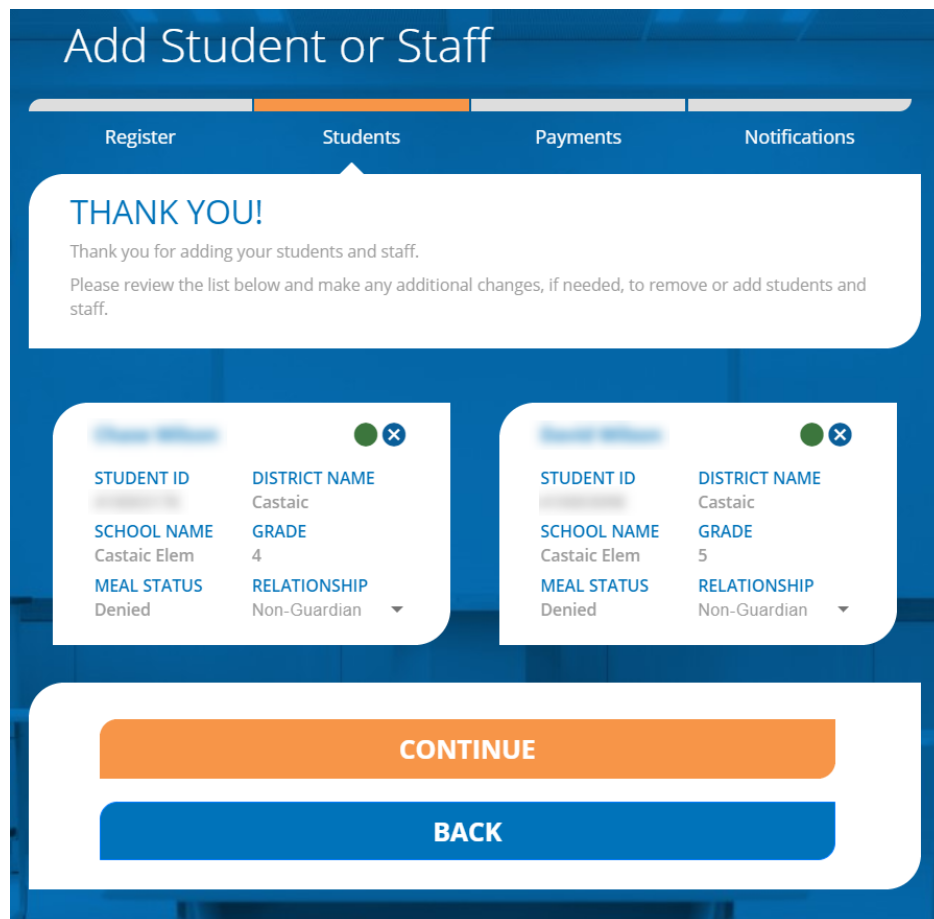 Add Student or Staff
Register Students Payments Notifications
THANK YOU!
Thank you for adding your students and staff.
Please review the list below and make any additional changes, if needed, to remove or add students and
staff.
STUDENT ID DISTRICT NAME
Castaic
SCHOOL NAME GRADE
Castaic Elem 4
MEAL STATUS RELATIONSHIP
Denied Non-Guardian
STUDENT ID DISTRICT NAME
Castaic
SCHOOL NAME GRADE
Castaic Elem 5
MEAL STATUS RELATIONSHIP
Denied Non-Guardian
CONTINUE
BACK